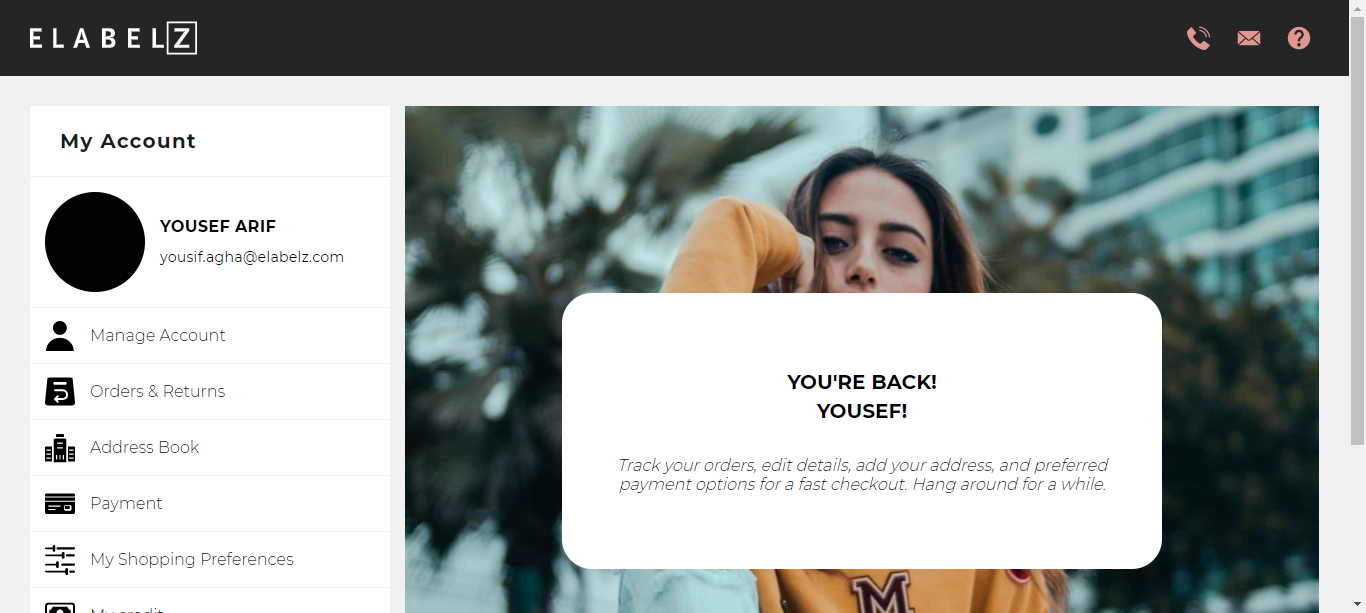 ELABELZ
My Account
YOUSEF ARIF
yousif.agha@elabelz.com
Manage Account
Orders & Returns
Address Book
Payment
My Shopping Preferences
My credit
YOU'RE BACK!
YOUSEF!
Track your orders, edit details, add your address, and preferred
payment options for a fast checkout. Hang around for a while.
M